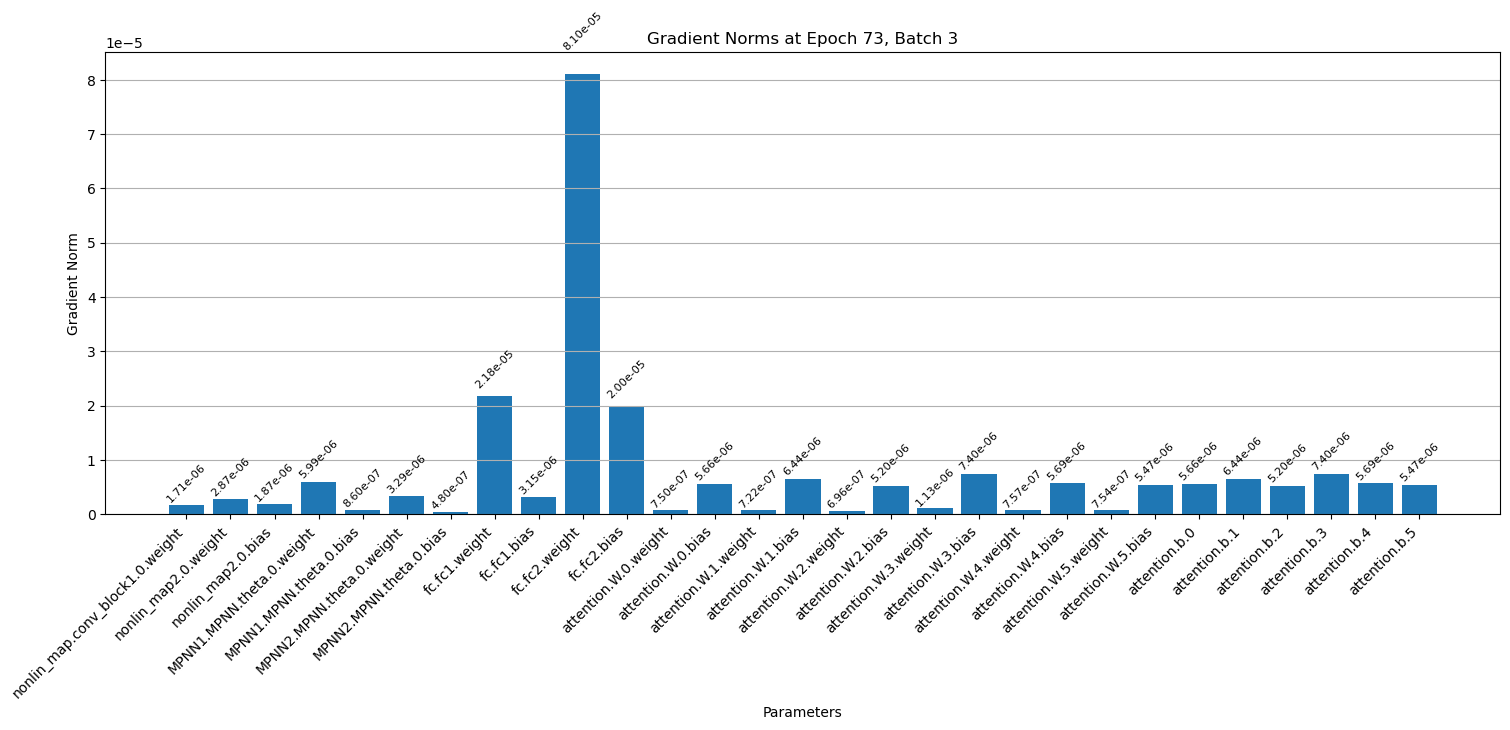 Gradient Norms at Epoch 73, Batch 3
1e−5
8
7
6
5
4
3
2
1
0
Gradient Norm
1.71e-06
2.87e-06
1.87e-06
5.99e-06
8.60e-07
3.29e-06
4.80e-07
2.18e-05
3.15e-06
8.10e-05
2.00e-05
7.50e-07
5.66e-06
7.22e-07
6.44e-06
6.96e-07
5.20e-06
1.13e-06
7.40e-06
7.57e-07
5.69e-06
7.54e-07
5.47e-06
5.66e-06
6.44e-06
5.20e-06
7.40e-06
5.69e-06
5.47e-06
nonlin_map.conv_block1.0.weight
nonlin_map2.0.weight
nonlin_map2.0.bias
MPNN1.MPNN.theta.0.weight
MPNN1.MPNN.theta.0.bias
MPNN2.MPNN.theta.0.weight
MPNN2.MPNN.theta.0.bias
fc.fc1.weight
fc.fc1.bias
fc.fc2.weight
fc.fc2.bias
attention.W.0.weight
attention.W.0.bias
attention.W.1.weight
attention.W.1.bias
attention.W.2.weight
attention.W.2.bias
attention.W.3.weight
attention.W.3.bias
attention.W.4.weight
attention.W.4.bias
attention.W.5.weight
attention.W.5.bias
attention.b.0
attention.b.1
attention.b.2
attention.b.3
attention.b.4
attention.b.5
Parameters